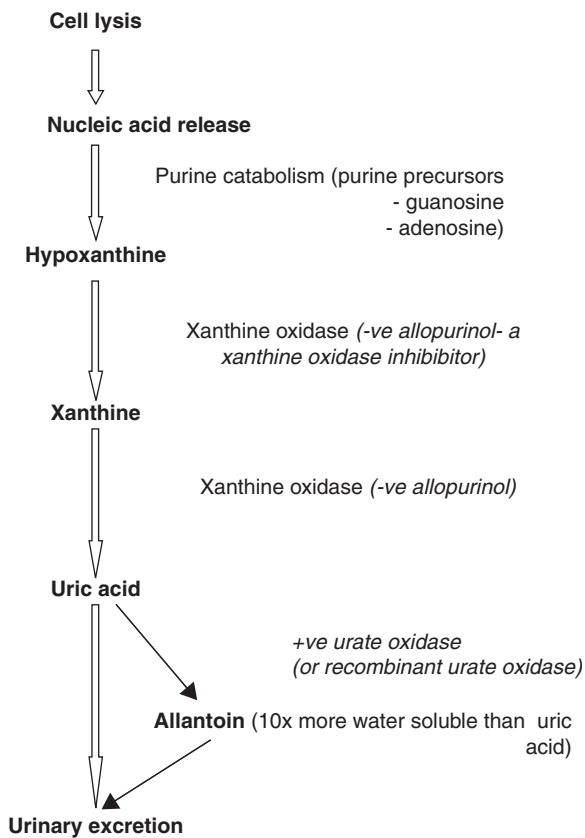 Cell lysis
Nucleic acid release
Purine catabolism (purine precursors
- guanosine
- adenosine)
Hypoxanthine
Xanthine oxidase (-ve allopurinol- a
xanthine oxidase inhibibitor)
Xanthine
Xanthine oxidase (-ve allopurinol)
Uric acid
+ve urate oxidase
(or recombinant urate oxidase)
Allantoin (10x more water soluble than uric
acid)
Urinary excretion